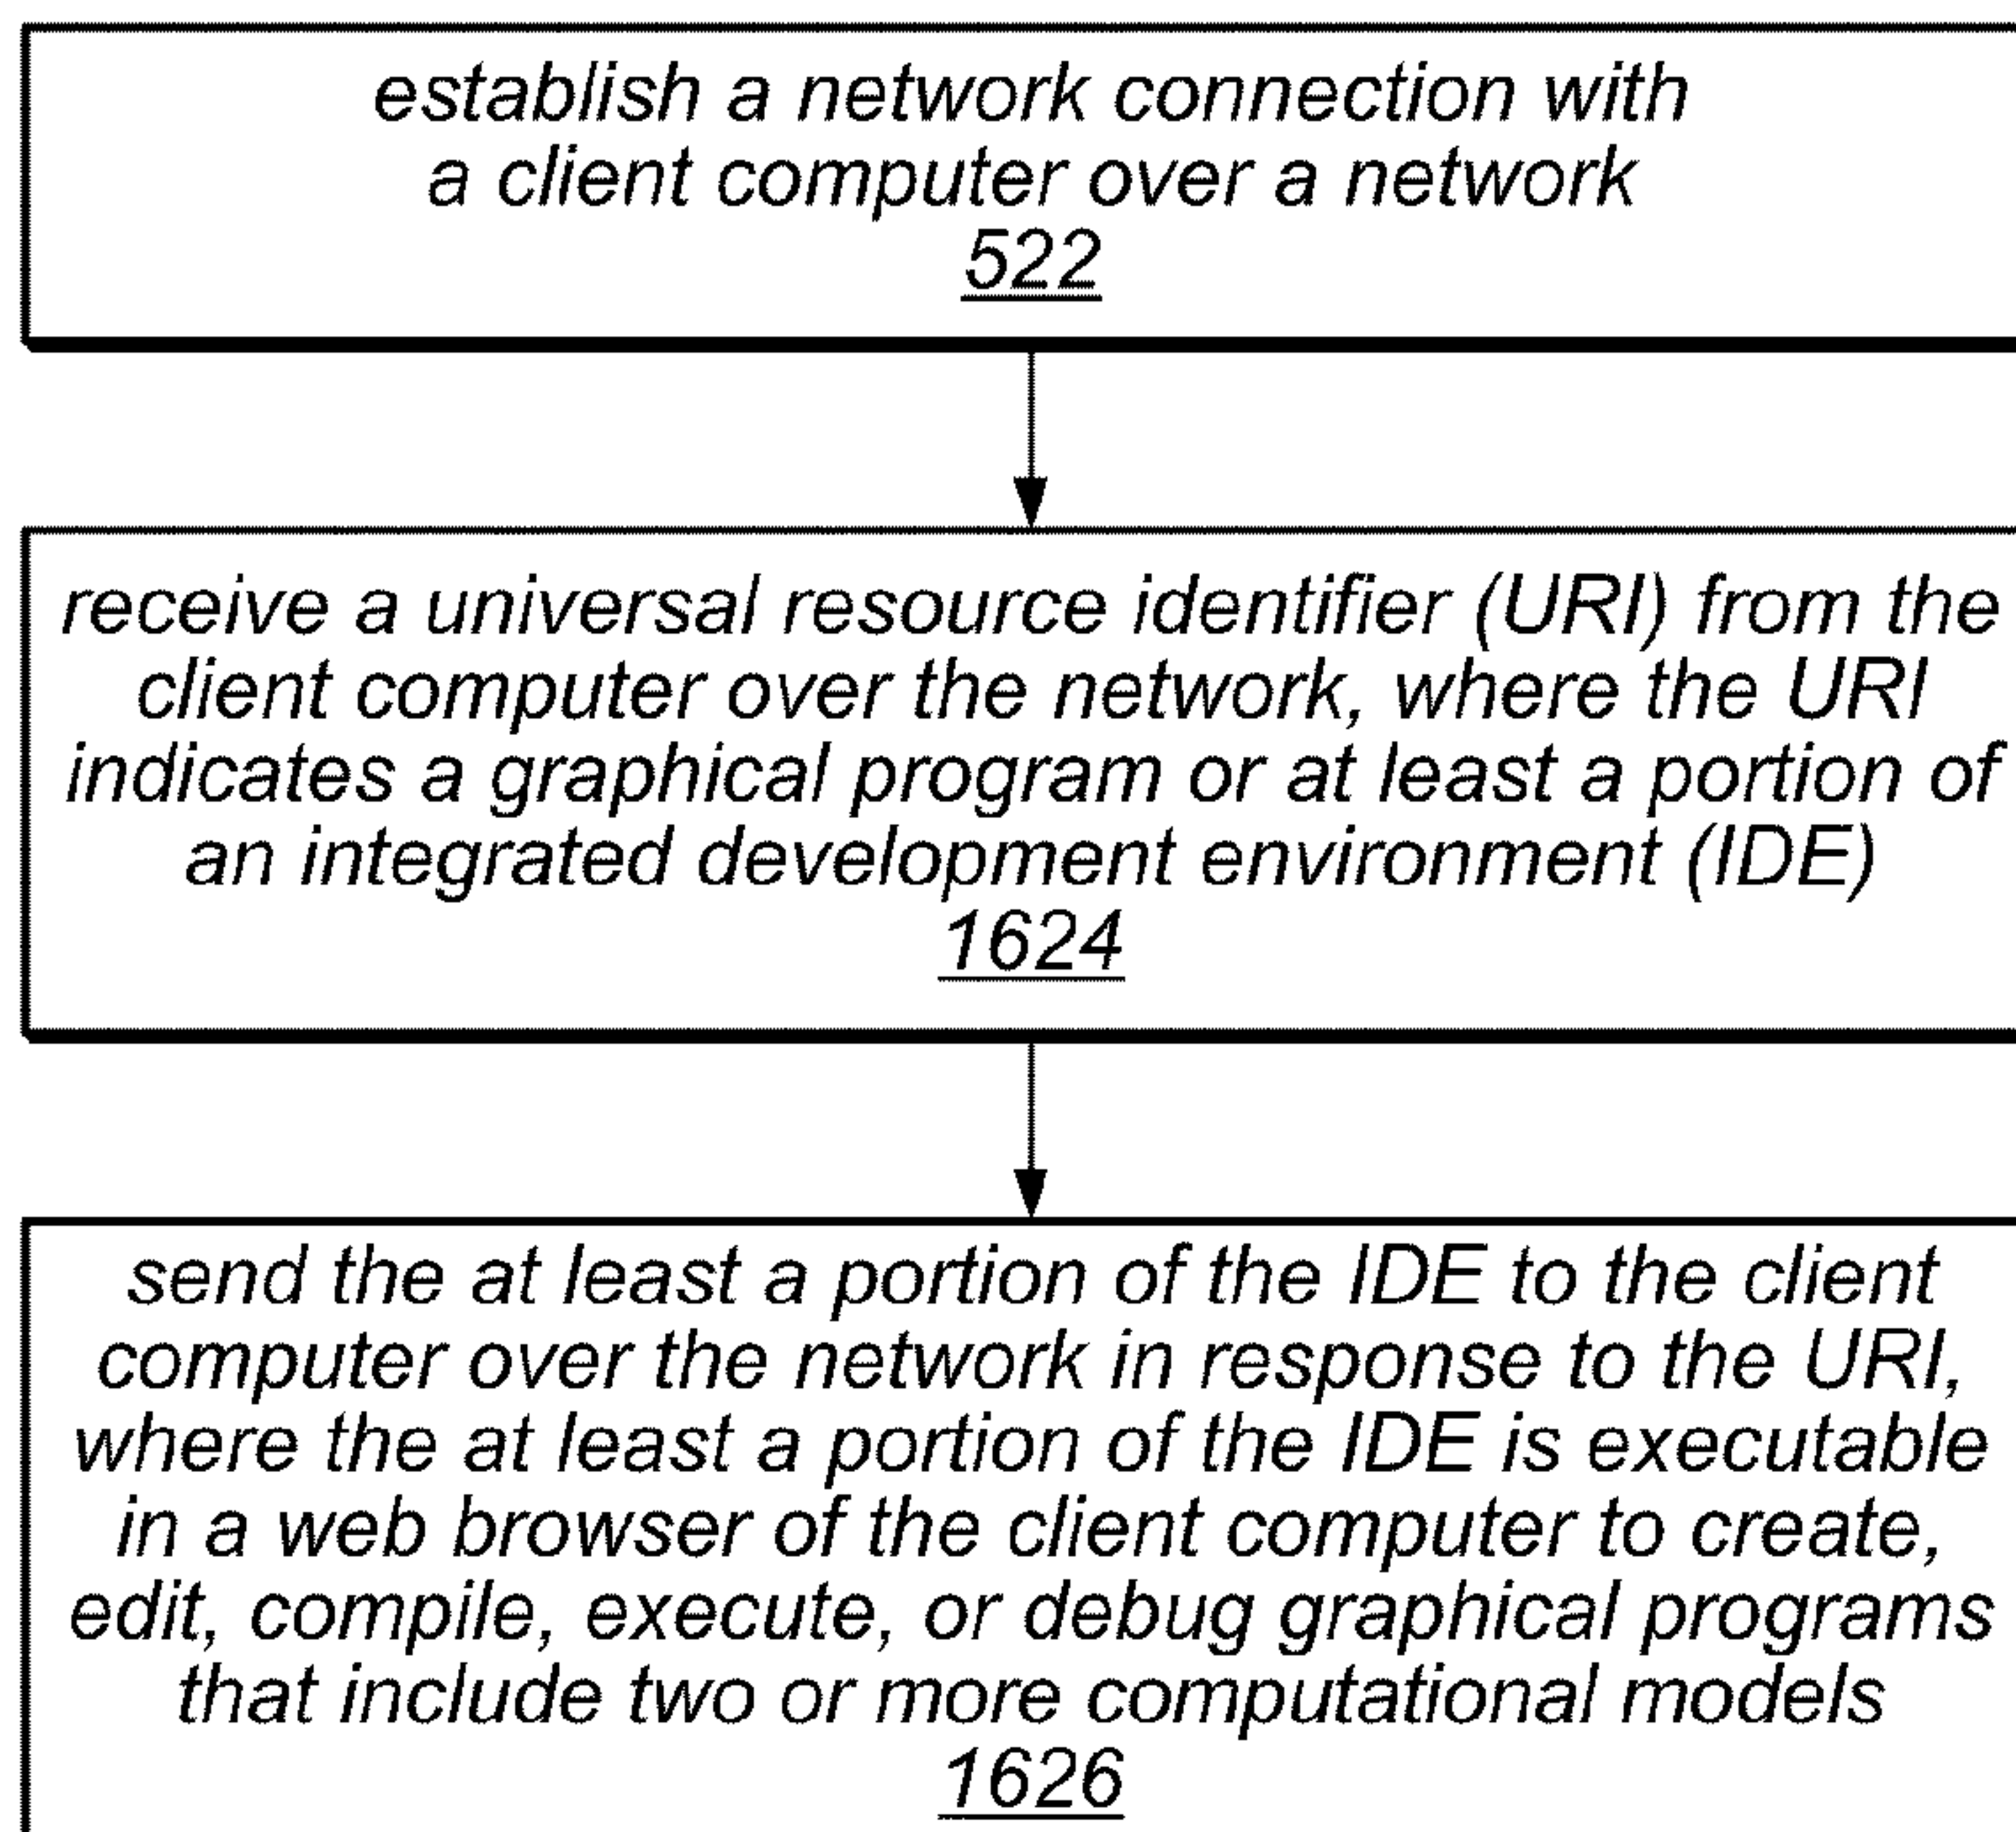 establish a network connection with
a client computer over a network
522
receive a universal resource identifier (URI) from the
client computer over the network, where the URI
indicates a graphical program or at least a portion of
an integrated development environment (IDE)
1624
send the at least a portion of the IDE to the client
computer over the network in response to the URI,
where the at least a portion of the IDE is executable
in a web browser of the client computer to create,
edit, compile, execute, or debug graphical programs
that include two or more computational models
1626